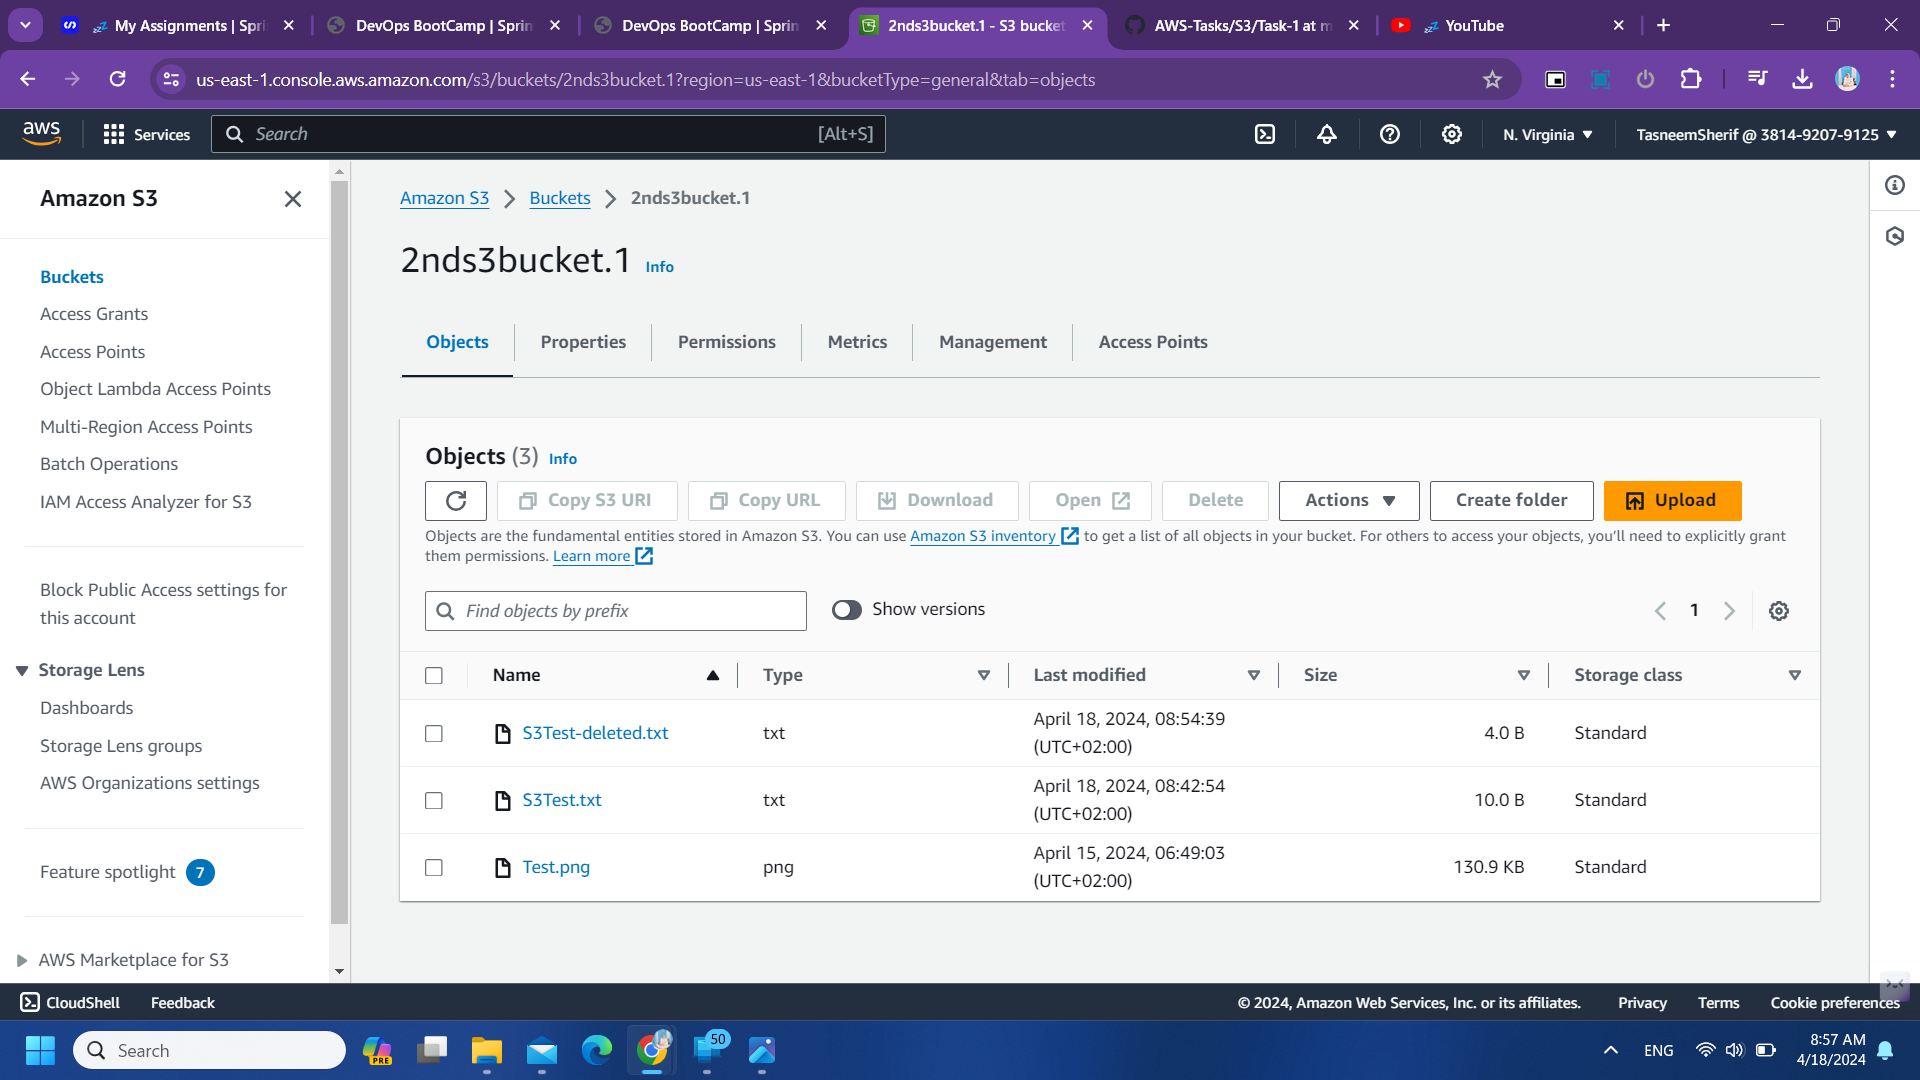 My Assignments | Spri
DevOps BootCamp | Sprin
DevOps BootCamp | Sprin
2nds3bucket.1 - S3 bucket
AWS-Tasks/S3/Task-1 at m
YouTube
us-east-1.console.aws.amazon.com/s3/buckets/2nds3bucket.1?region=us-east-1&bucketType=general&tab=objects
aws
Services
Search
[Alt+S]
N. Virginia
TasneemSherif @ 3814-9207-9125
Amazon S3
Buckets
Access Grants
Access Points
Object Lambda Access Points
Multi-Region Access Points
Batch Operations
IAM Access Analyzer for S3
Block Public Access settings for
this account
Storage Lens
Dashboards
Storage Lens groups
AWS Organizations settings
Feature spotlight 7
AWS Marketplace for S3
Amazon S3 > Buckets > 2nds3bucket.1
2nds3bucket.1 Info
Objects
Properties
Permissions
Metrics
Management
Access Points
Objects (3) Info
Copy S3 URI
Copy URL
Download
Open
Delete
Actions
Create folder
Upload
Objects are the fundamental entities stored in Amazon S3. You can use Amazon S3 inventory to get a list of all objects in your bucket. For others to access your objects, you'll need to explicitly grant
them permissions. Learn more
Find objects by prefix
Show versions
1
Name Type Last modified Size Storage class
S3Test-deleted.txt txt April 18, 2024, 08:54:39 (UTC+02:00) 4.0 B Standard
S3Test.txt txt April 18, 2024, 08:42:54 (UTC+02:00) 10.0 B Standard
Test.png png April 15, 2024, 06:49:03 (UTC+02:00) 130.9 KB Standard
CloudShell
Feedback
© 2024, Amazon Web Services, Inc. or its affiliates.
Privacy
Terms
Cookie preferences
Search
PRE
50
ENG
8:57 AM
4/18/2024